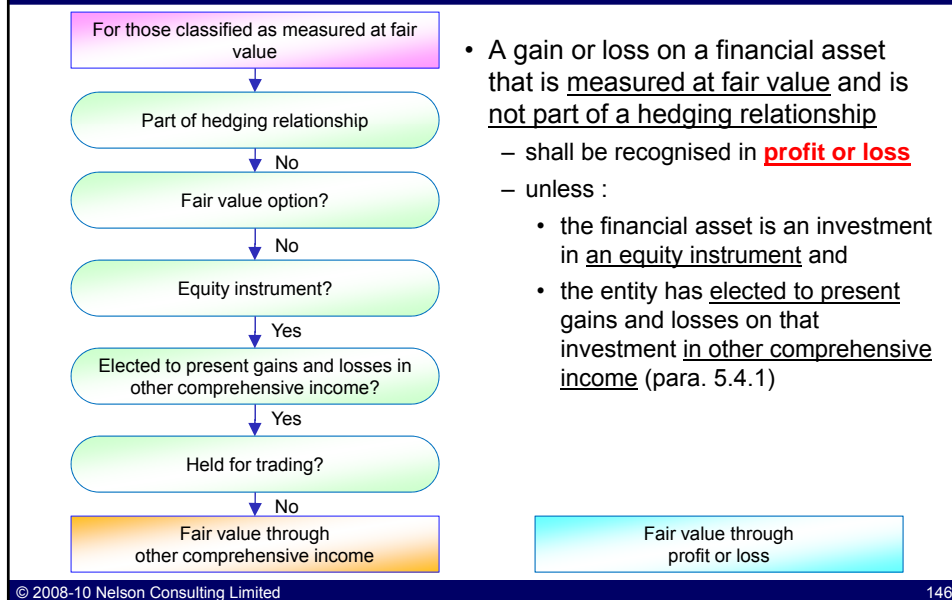 For those classified as measured at fair
value
Part of hedging relationship
No
Fair value option?
No
Equity instrument?
Yes
Elected to present gains and losses in
other comprehensive income?
Yes
Held for trading?
No
Fair value through
other comprehensive income
• A gain or loss on a financial asset
that is measured at fair value and is
not part of a hedging relationship
– shall be recognised in profit or loss
– unless :
• the financial asset is an investment
in an equity instrument and
• the entity has elected to present
gains and losses on that
investment in other comprehensive
income (para. 5.4.1)
Fair value through
profit or loss
© 2008-10 Nelson Consulting Limited
146